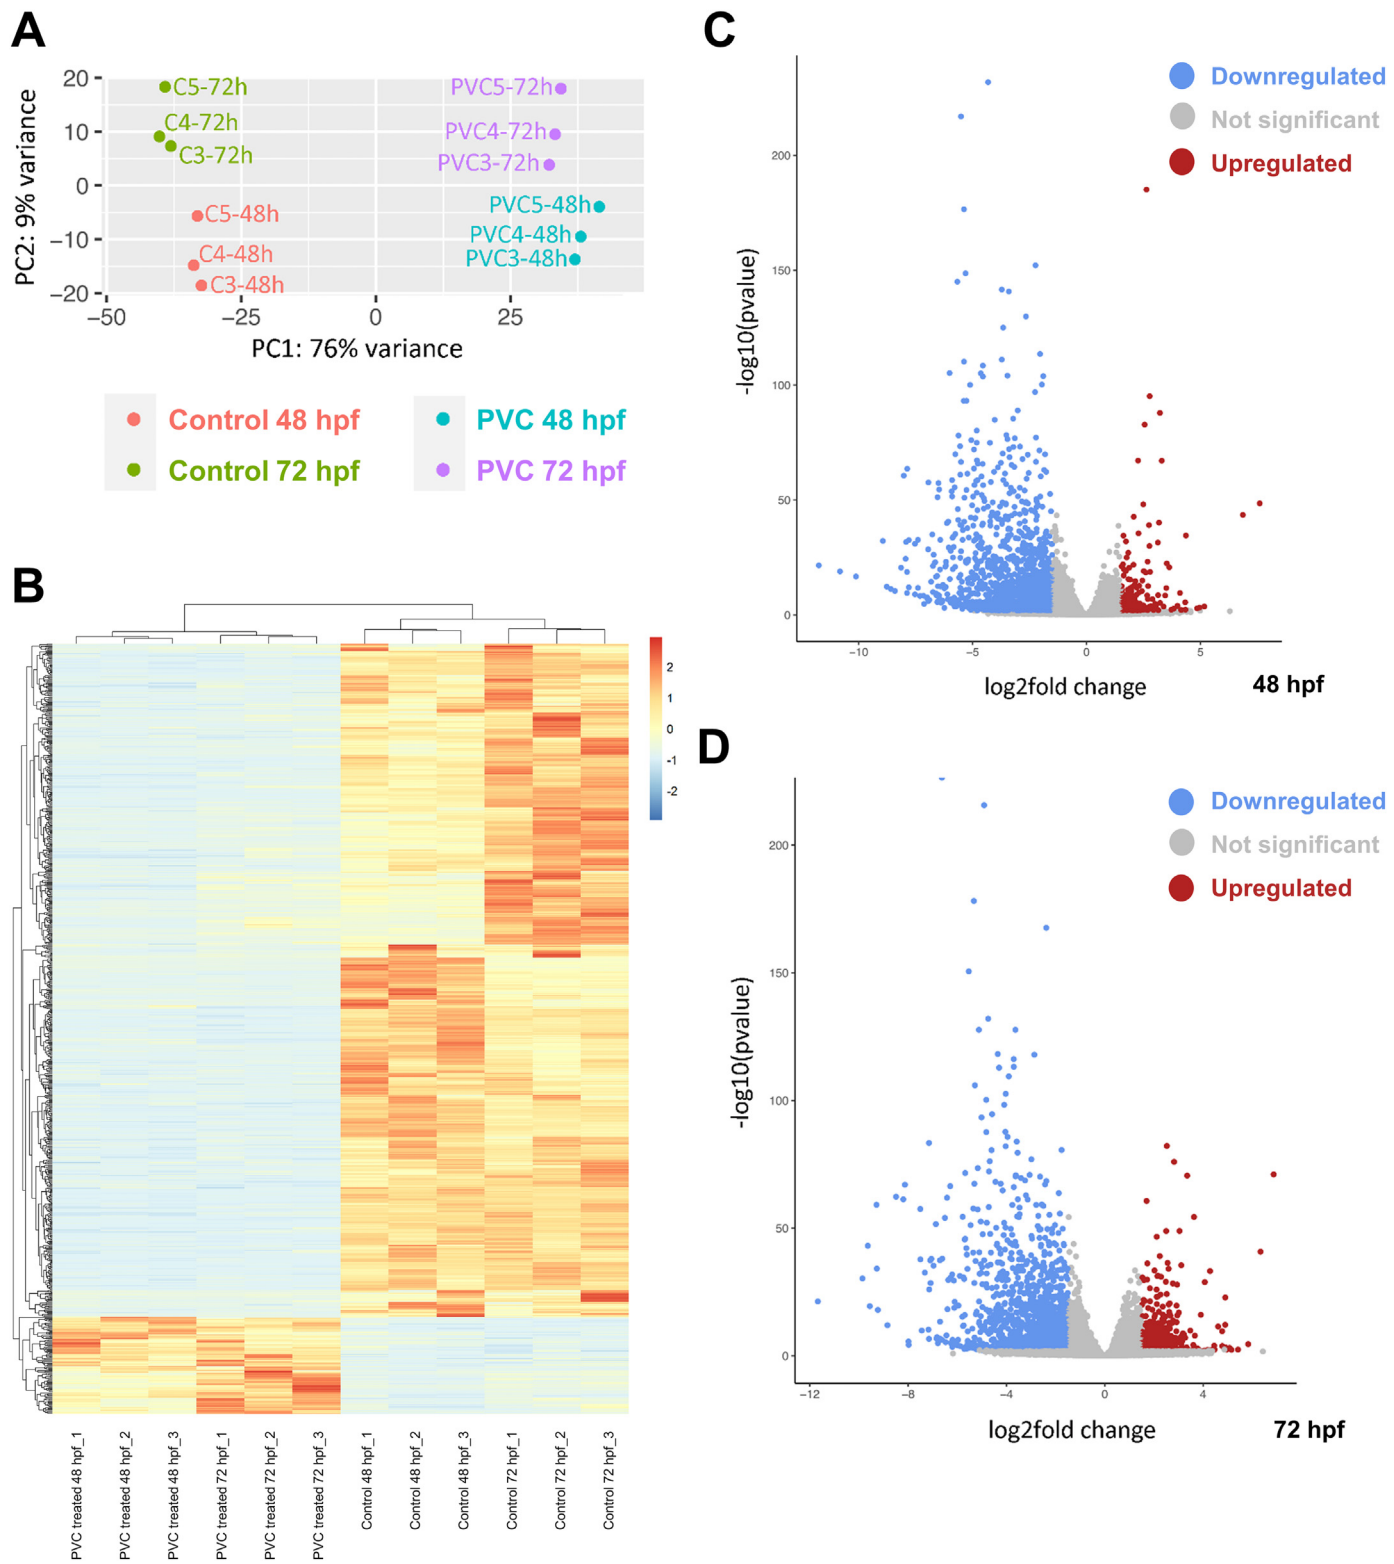 A
20
10
0
−10
−20
PC2: 9% variance
C5-72h
C4-72h
C3-72h
C5-48h
C4-48h
C3-48h
PVC5-72h
PVC4-72h
PVC3-72h
PVC5-48h
PVC4-48h
PVC3-48h
−50
−25
0
25
PC1: 76% variance
Control 48 hpf
PVC 48 hpf
Control 72 hpf
PVC 72 hpf
B
2
1
0
-1
-2
PVC treated 48 hpf_1
PVC treated 48 hpf_2
PVC treated 48 hpf_3
PVC treated 72 hpf_1
PVC treated 72 hpf_2
PVC treated 72 hpf_3
Control 48 hpf_1
Control 48 hpf_2
Control 48 hpf_3
Control 72 hpf_1
Control 72 hpf_2
Control 72 hpf_3
C
Downregulated
Not significant
Upregulated
200
150
100
50
0
-log10(pvalue)
−10
−5
0
5
log2fold change
48 hpf
D
Downregulated
Not significant
Upregulated
200
150
100
50
0
-log10(pvalue)
−12
−8
−4
0
4
log2fold change
72 hpf